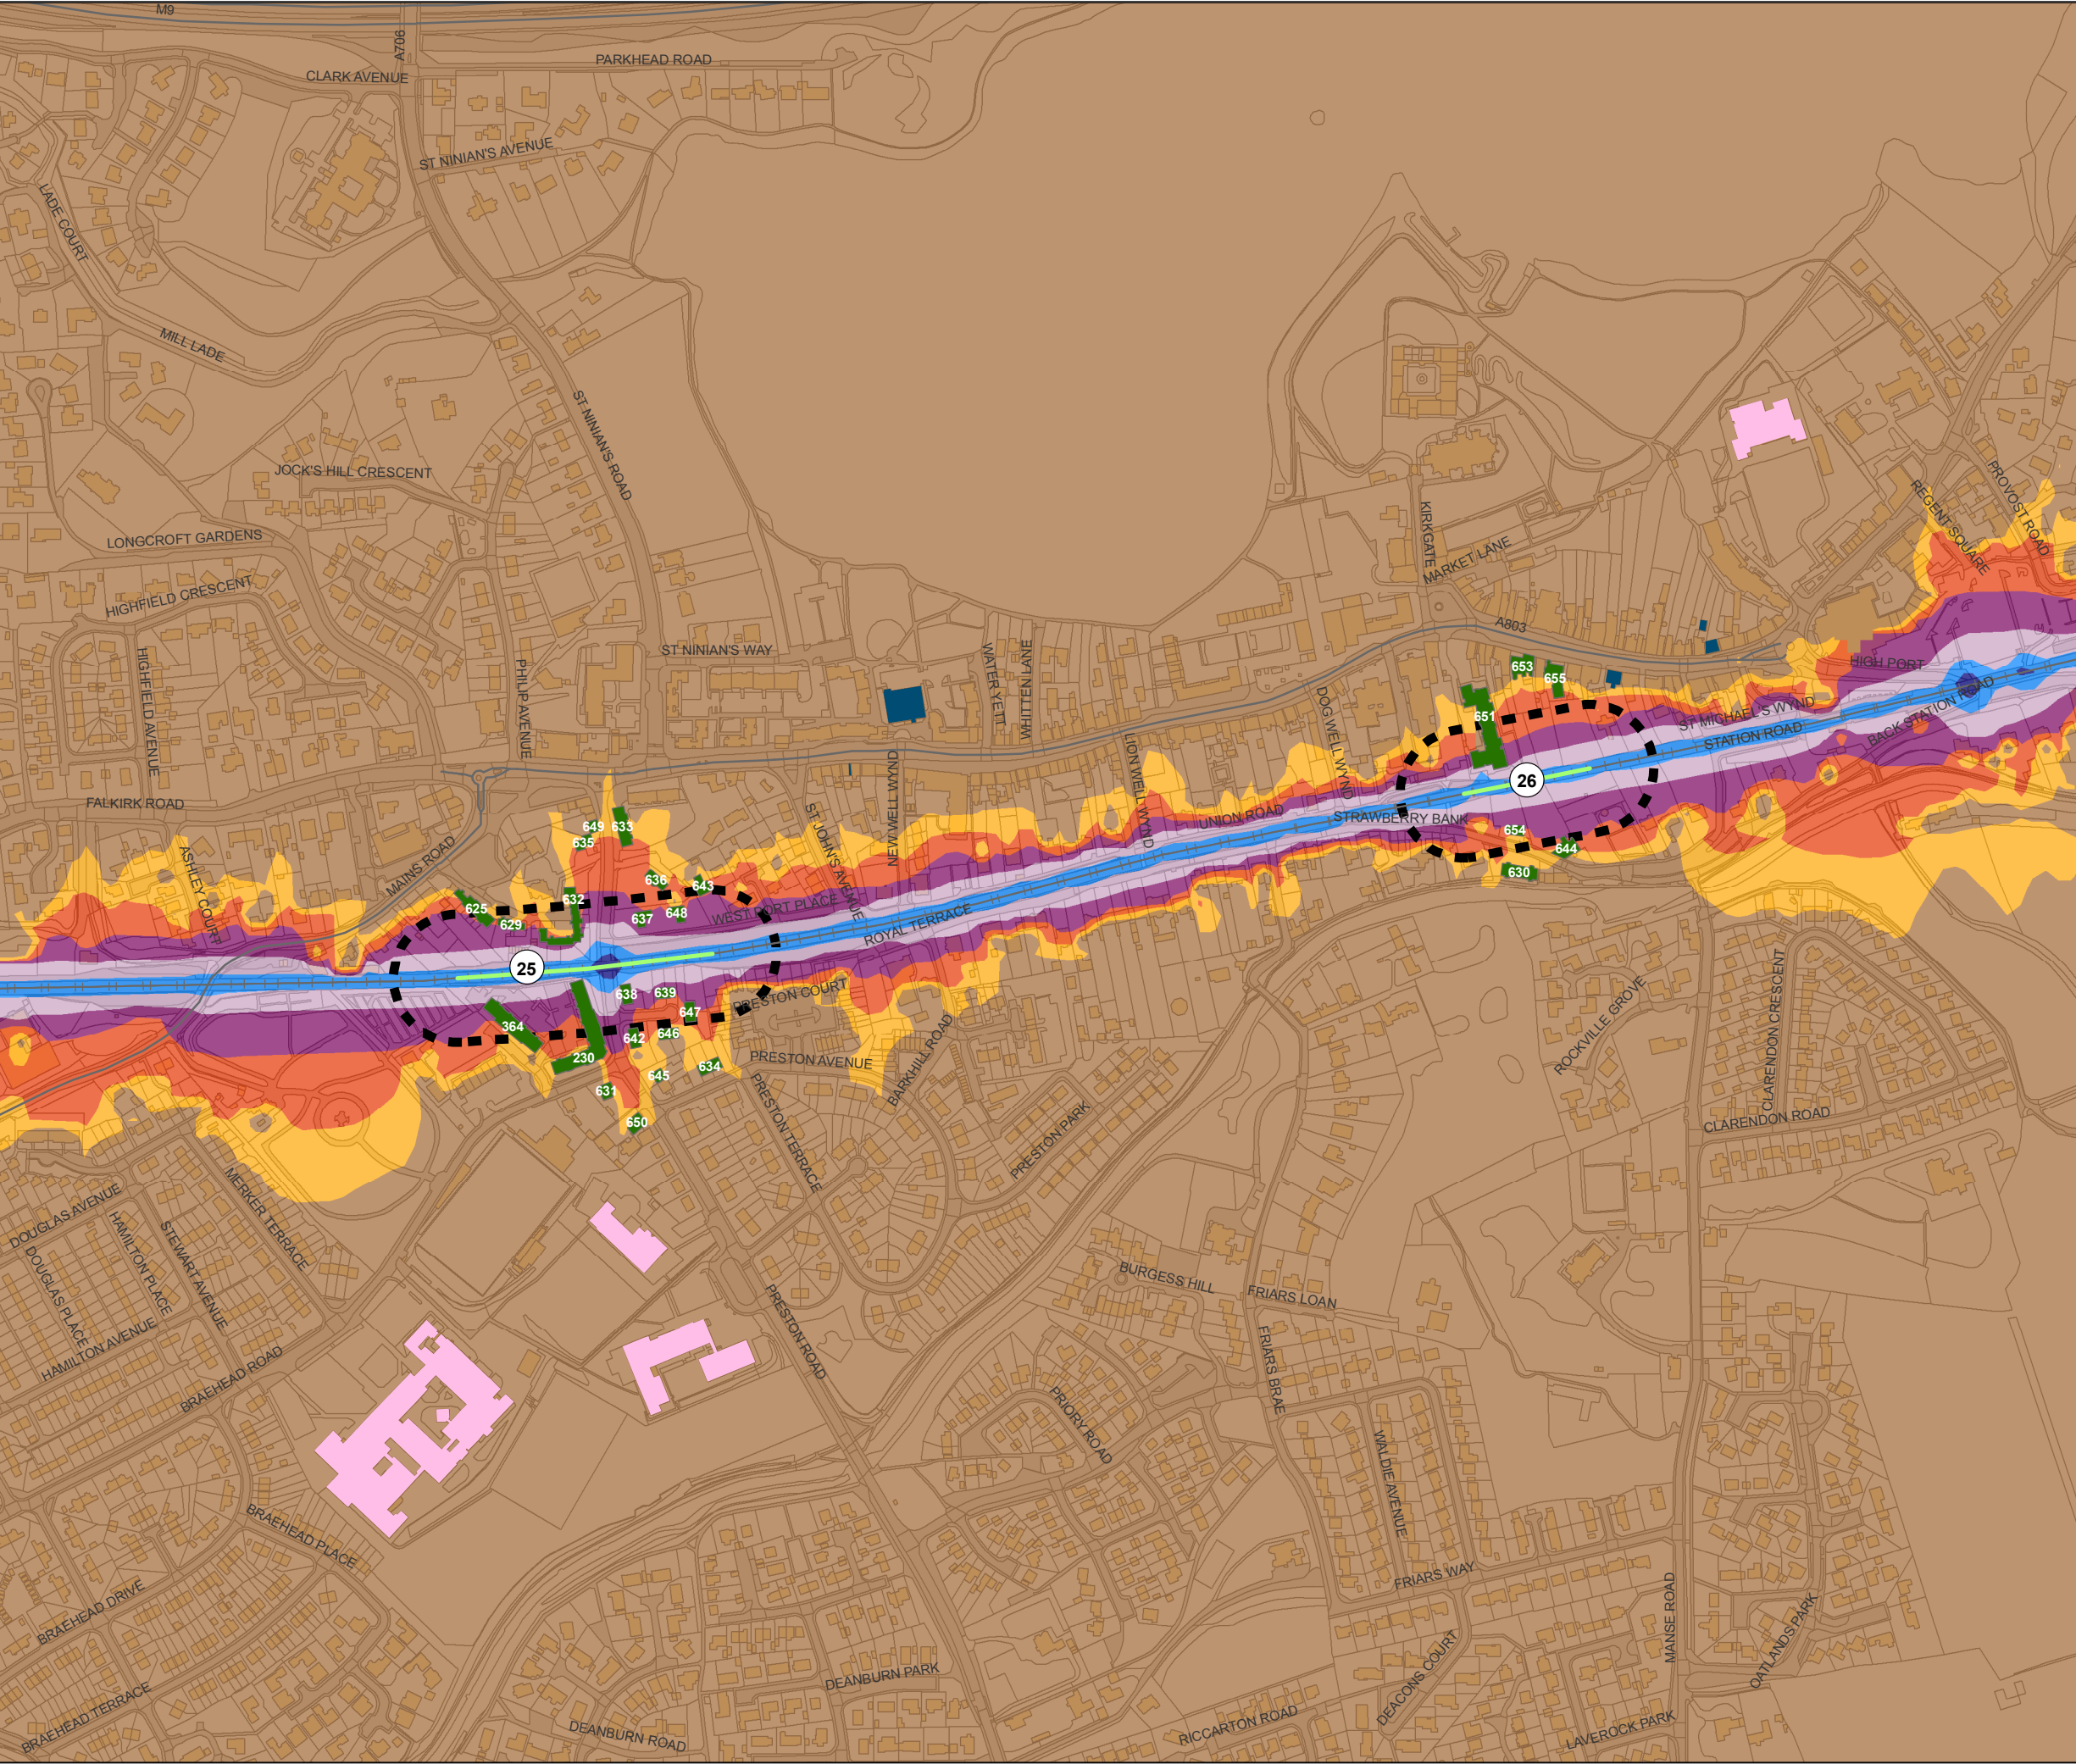 M9
A706
PARKHEAD ROAD
CLARK AVENUE
ST NINIAN'S AVENUE
LADE COURT
MILL LADE
ST NINIAN'S ROAD
JOCK'S HILL CRESCENT
LONGCROFT GARDENS
HIGHFIELD CRESCENT
HIGHFIELD AVENUE
PHILIP AVENUE
ST NINIAN'S WAY
WATER YETT
WHITTEN LANE
KIRKGATE
MARKET LANE
A803
REGENT SQUARE
PROVOST ROAD
HIGH PORT
653
655
651
DOG WELL WYND
ST MICHAEL'S WYND
STATION ROAD
BACK STATION ROAD
LION WELL WYND
NEW WELL WYND
26
FALKIRK ROAD
UNION ROAD
STRAWBERRY BANK
649
633
635
654
644
630
MAINS ROAD
ASHLEY COURT
ST JOHN'S AVENUE
636
643
632
625
629
637
648
WEST PORT PLACE
ROYAL TERRACE
25
638
639
647
PRESTON COURT
364
642
646
230
634
645
631
650
PRESTON AVENUE
BARKHILL ROAD
PRESTON TERRACE
PRESTON PARK
ROCKVILLE GROVE
CLARENDON CRESCENT
CLARENDON ROAD
MERKER TERRACE
DOUGLAS AVENUE
HAMILTON PLACE
STEWART AVENUE
DOUGLAS PLACE
HAMILTON AVENUE
BRAEHEAD ROAD
PRESTON ROAD
BURGESS HILL
FRIARS LOAN
FRIARS BRAE
PRIORY ROAD
WALDIE AVENUE
BRAEHEAD PLACE
FRIARS WAY
BRAEHEAD DRIVE
MANSE ROAD
OATLANDS PARK
DEACONS COURT
DEANBURN PARK
BRAEHEAD TERRACE
DEANBURN ROAD
RICCARTON ROAD
LAVEROCK PARK